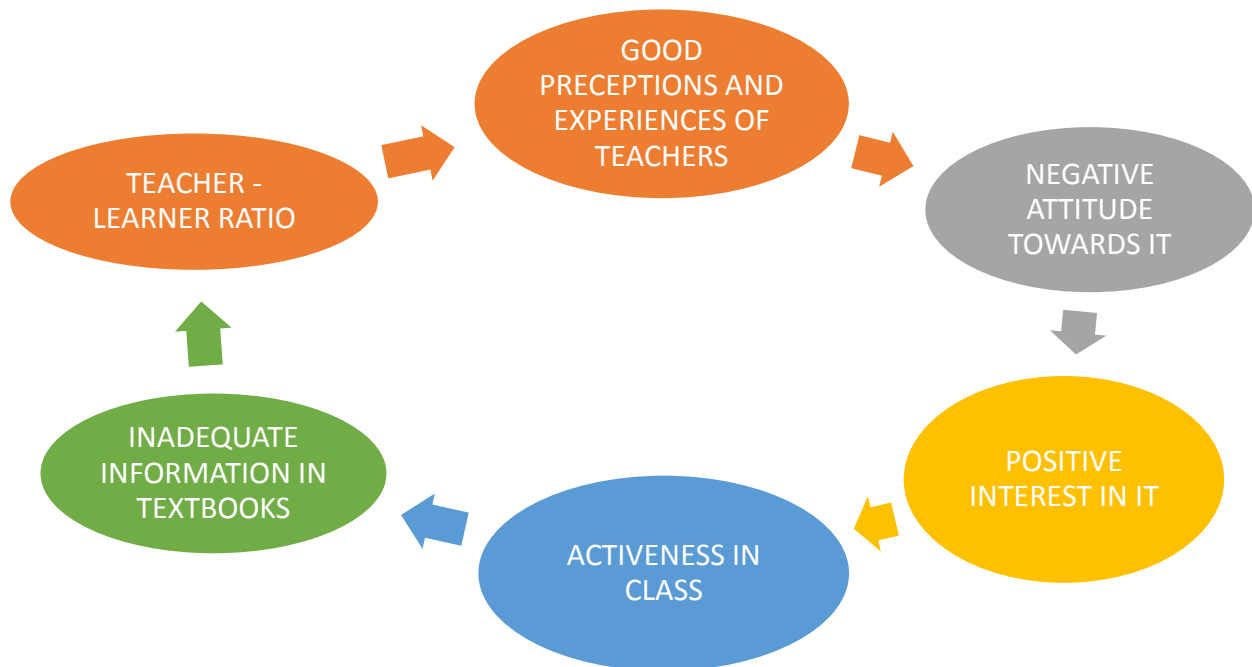 GOOD
PRECEPTIONS AND
EXPERIENCES OF
TEACHERS
NEGATIVE
ATTITUDE
TOWARDS IT
POSITIVE
INTEREST IN IT
ACTIVENESS IN
CLASS
INADEQUATE
INFORMATION IN
TEXTBOOKS
TEACHER -
LEARNER RATIO